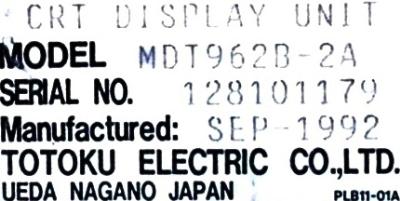 CRT DISPLAY UNIT
MODEL MDT962B-2A
SERIAL NO. 128101179
Manufactured: SEP-1992
TOTOKU ELECTRIC CO.,LTD.
UEDA NAGANO JAPAN PLB11-01A